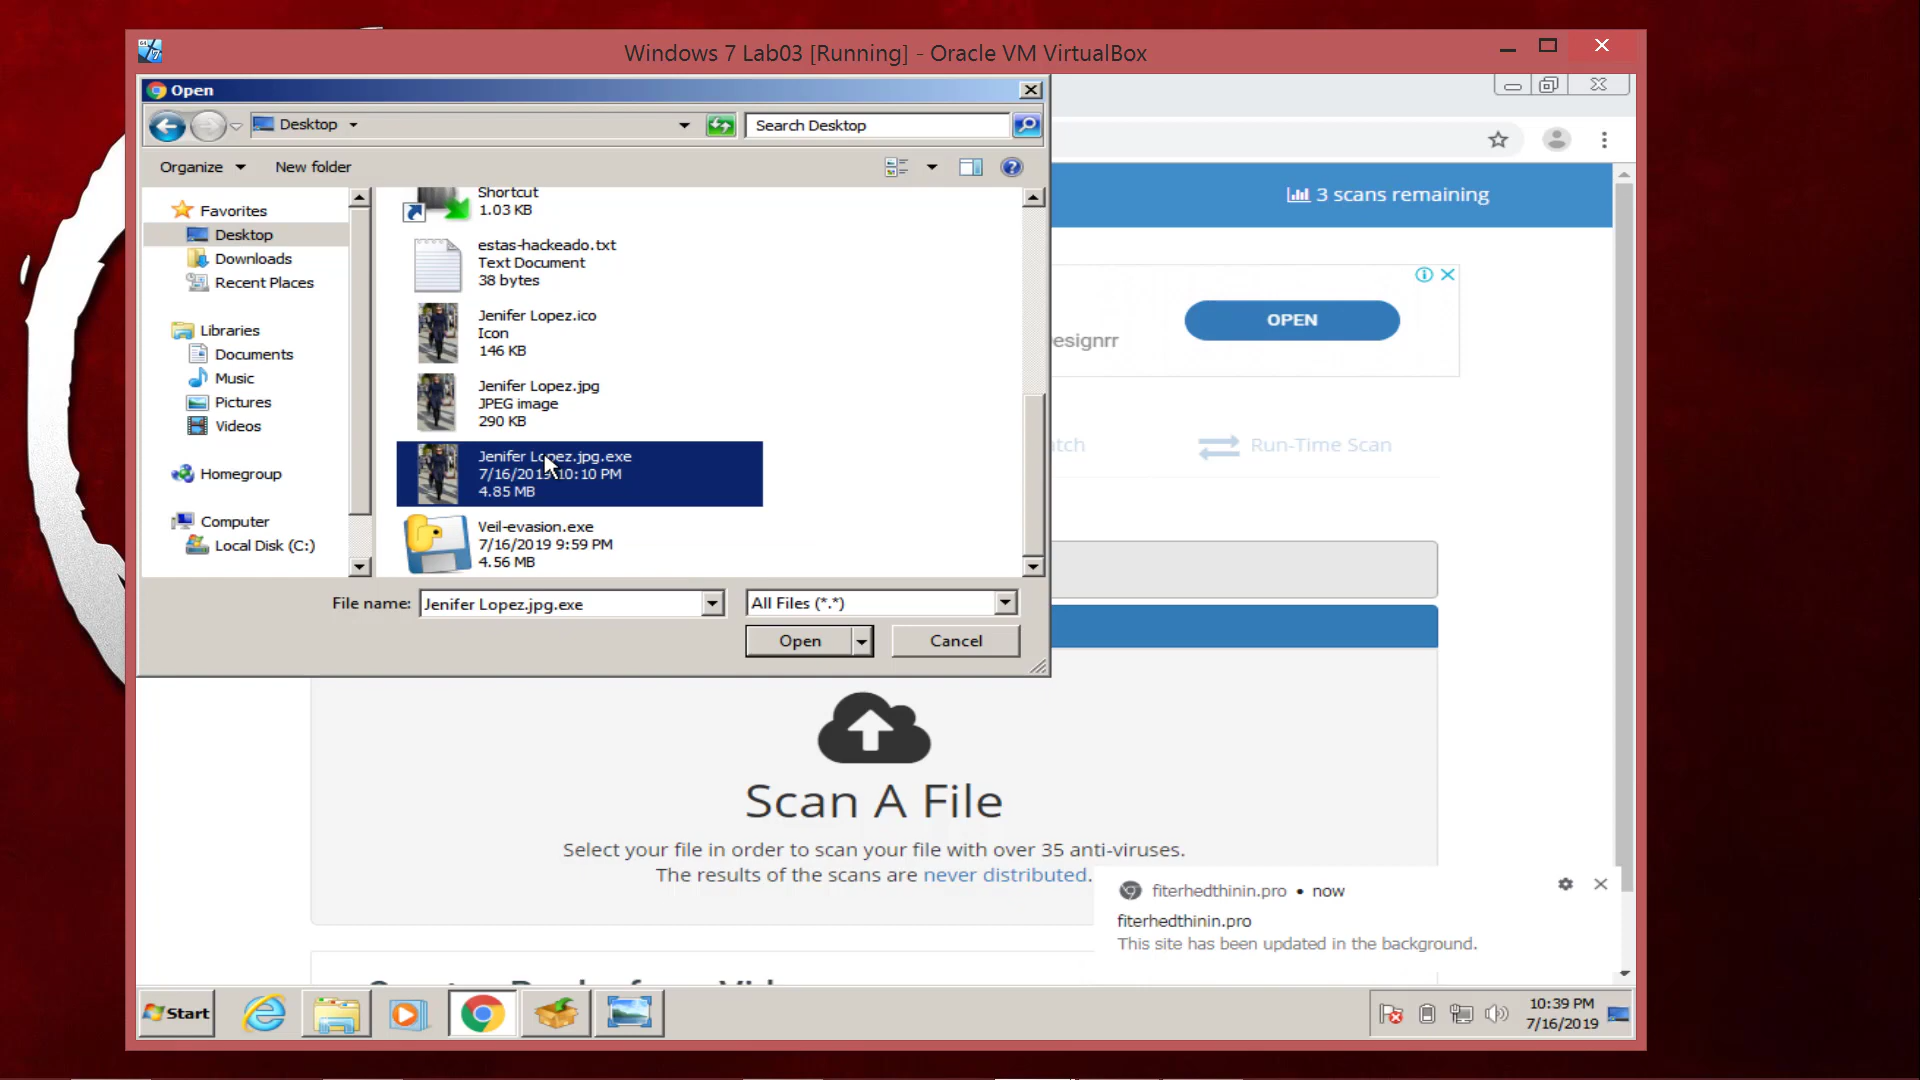 Windows 7 Lab03 [Running] - Oracle VM VirtualBox
Open
Desktop
Search Desktop
Organize
New folder
3 scans remaining
Favorites
Desktop
Downloads
Recent Places
Libraries
Documents
Music
Pictures
Videos
Homegroup
Computer
Local Disk (C:)
Shortcut
1.03 KB
estas-hackeado.txt
Text Document
38 bytes
Jenifer Lopez.ico
Icon
146 KB
Jenifer Lopez.jpg
JPEG image
290 KB
Jenifer Lopez.jpg.exe
7/16/2019 10:10 PM
4.85 MB
Veil-evasion.exe
7/16/2019 9:59 PM
4.56 MB
File name:
Jenifer Lopez.jpg.exe
All Files (*.*)
Open
Cancel
OPEN
esignrr
atch
Run-Time Scan
Scan A File
Select your file in order to scan your file with over 35 anti-viruses.
The results of the scans are never distributed.
fiterhedthinin.pro • now
fiterhedthinin.pro
This site has been updated in the background.
Start
10:39 PM
7/16/2019